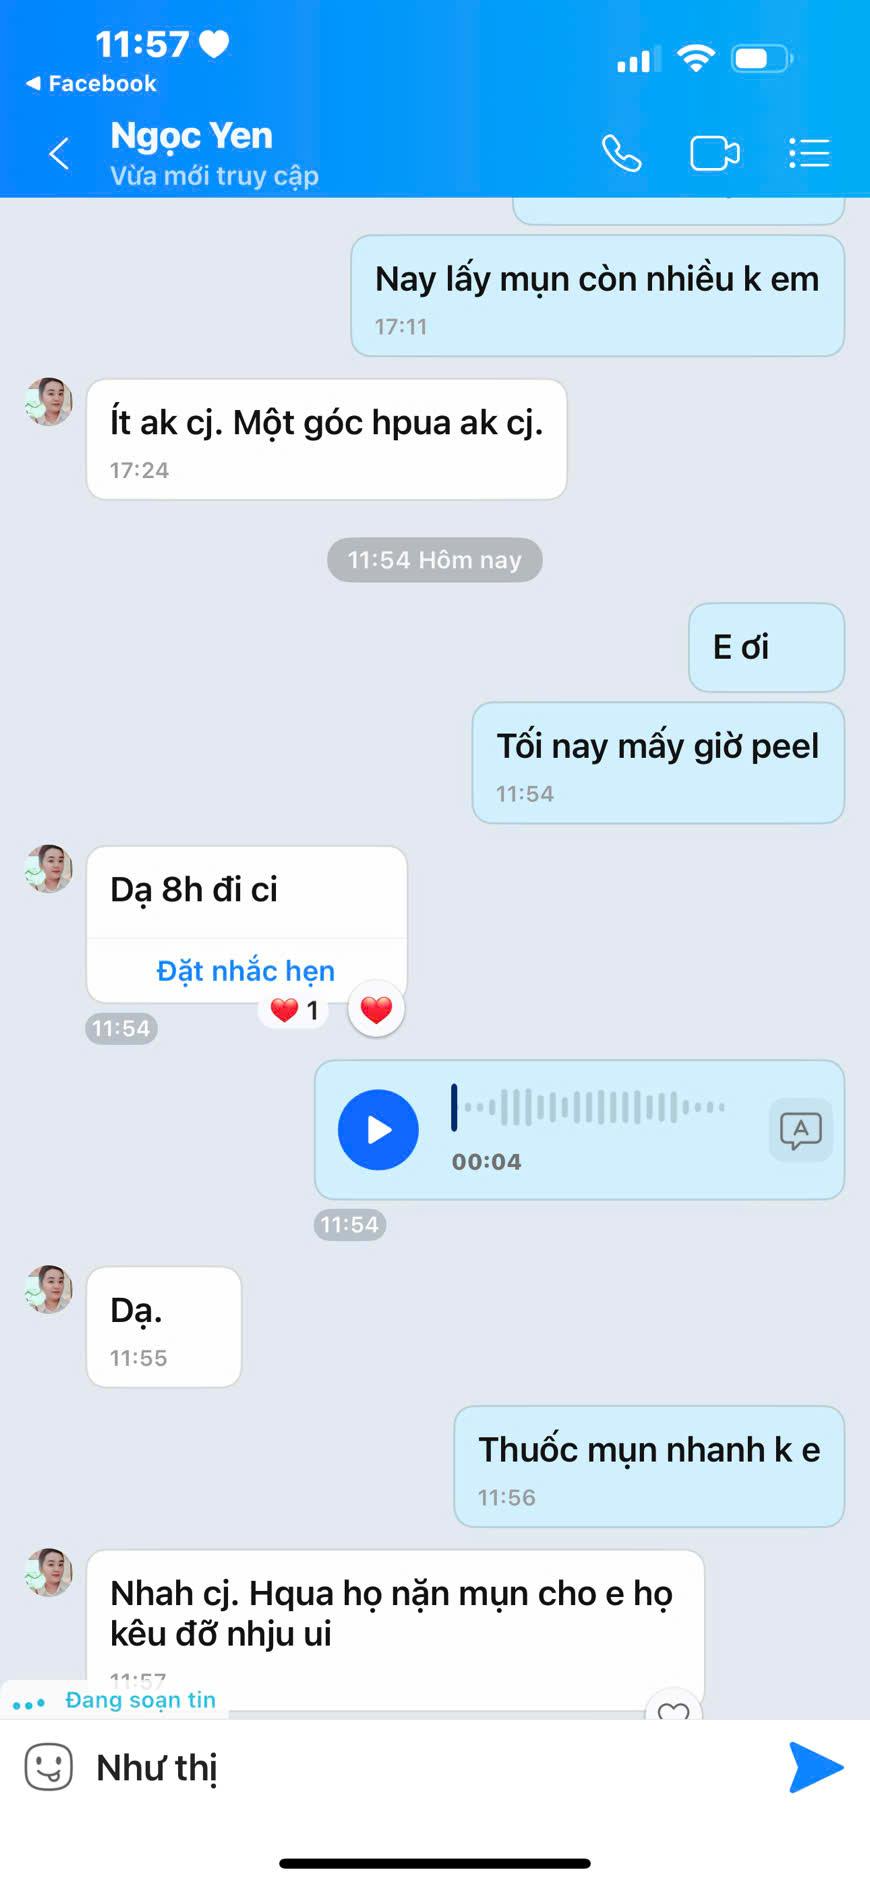 11:57
Facebook
Ngọc Yen
Vừa mới truy cập
Nay lấy mụn còn nhiều k em
17:11
Ít ak cj. Một góc hpua ak cj.
17:24
11:54 Hôm nay
E ơi
Tối nay mấy giờ peel
11:54
Dạ 8h đi ci
Đặt nhắc hẹn
11:54
1
00:04
A
11:54
Dạ.
11:55
Thuốc mụn nhanh k e
11:56
Nhah cj. Hqua họ nặn mụn cho e họ
kêu đỡ nhju ui
11:57
Đang soạn tin
Như thị